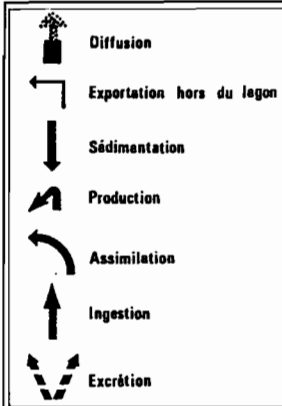 Diffusion
Exportation hors du lagon
Sédimentation
Production
Assimilation
Ingestion
Excrétion